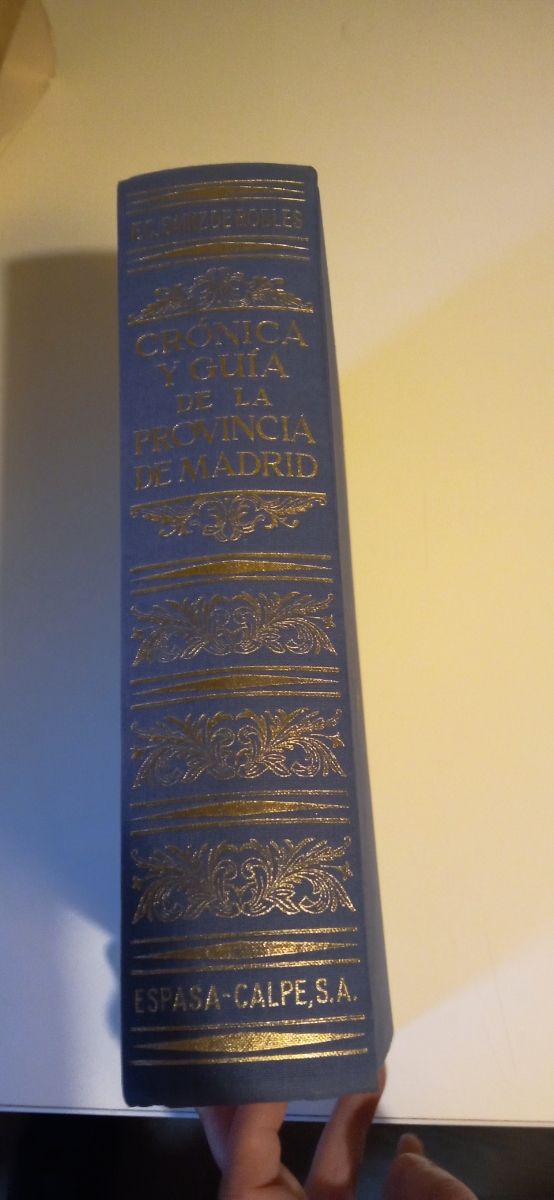 F.C. SAINZ DE ROBLES
CRÓNICA
Y GUÍA
DE LA
PROVINCIA
DE MADRID
ESPASA-CALPE, S.A.